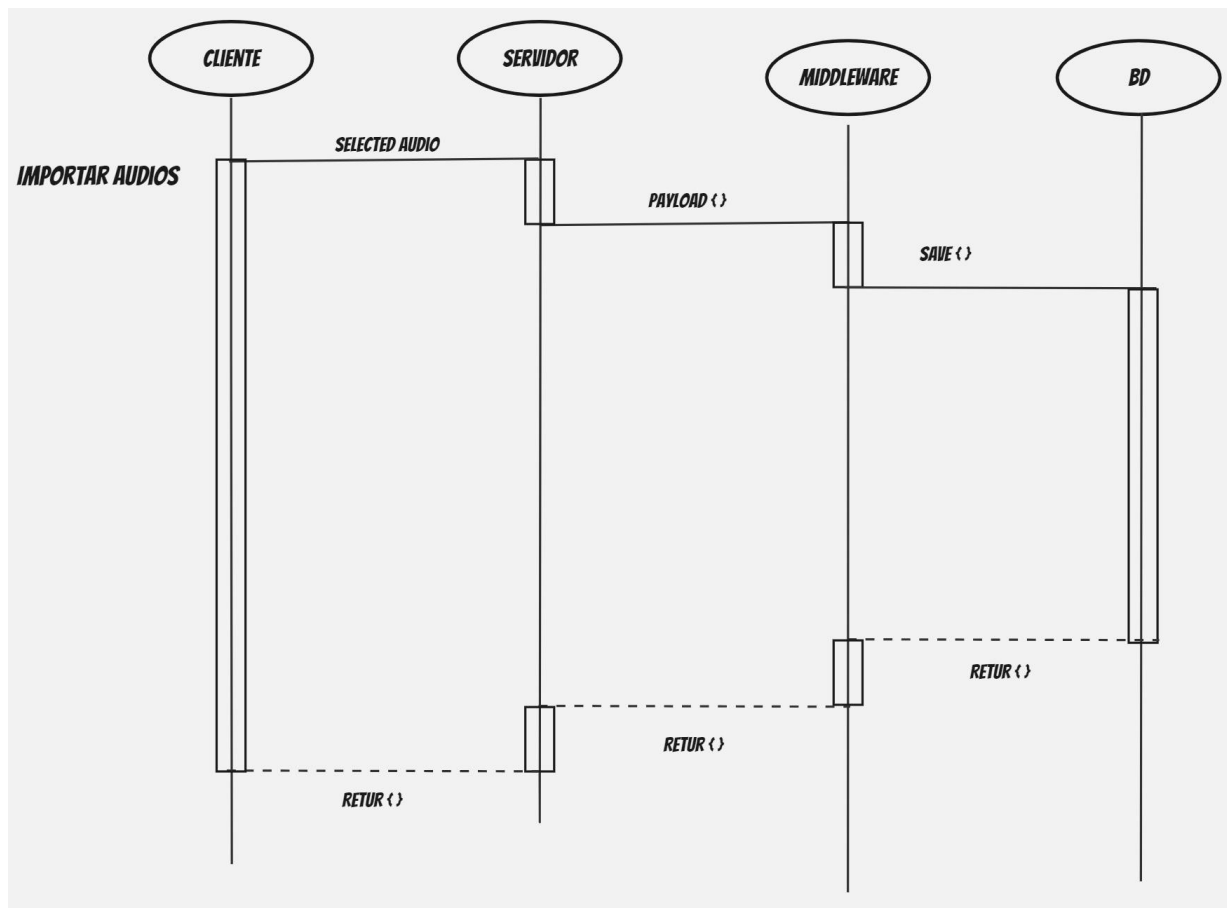 CLIENTE
SERVIDOR
MIDDLEWARE
BD
SELECTED AUDIO
IMPORTAR AUDIOS
PAYLOAD { }
SAVE { }
RETUR { }
RETUR { }
RETUR { }